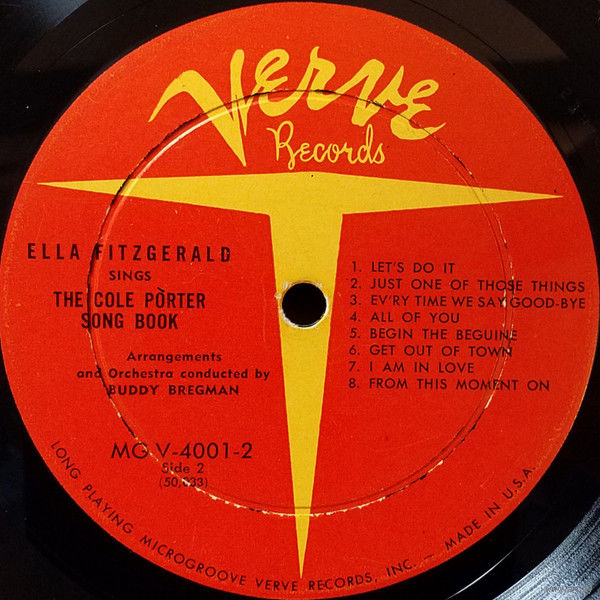 Verve
Records
ELLA FITZGERALD
SINGS
THE COLE PÒRTER
SONG BOOK
Arrangements
and Orchestra conducted by
BUDDY BREGMAN
MG V-4001-2
Side 2
(50,333)
1. LET'S DO IT
2. JUST ONE OF THOSE THINGS
3. EV'RY TIME WE SAY GOOD-BYE
4. ALL OF YOU
5. BEGIN THE BEGUINE
6. GET OUT OF TOWN
7. I AM IN LOVE
8. FROM THIS MOMENT ON
LONG PLAYING MICROGROOVE VERVE RECORDS, INC. — MADE IN U.S.A.